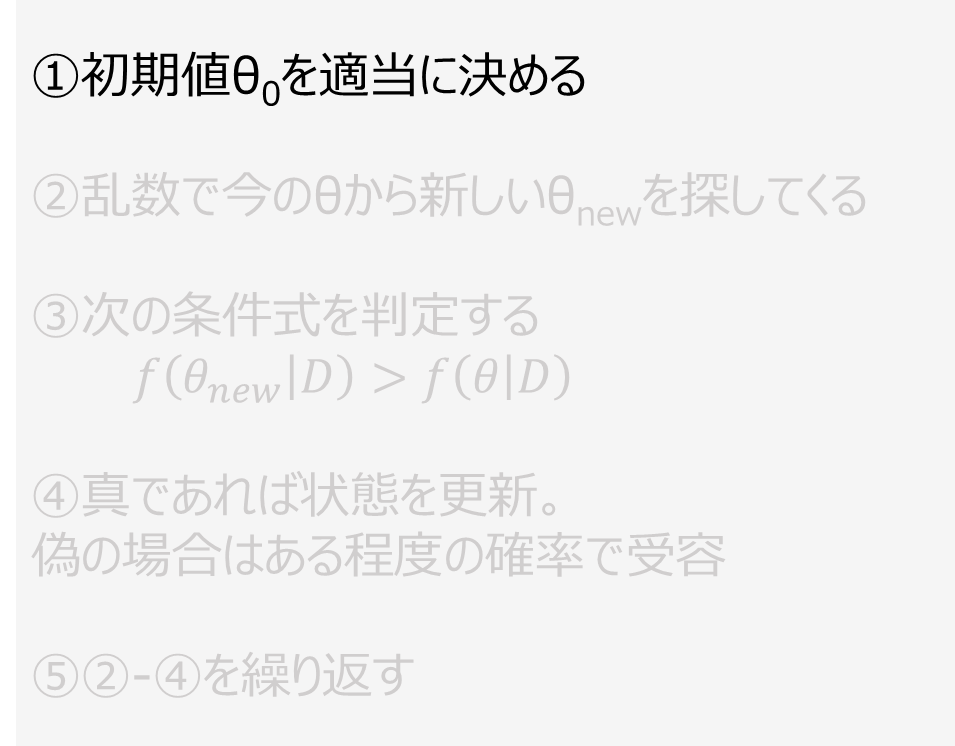 ①初期値θ0を適当に決める
②乱数で今のθから新しいθnewを探してくる
③次の条件式を判定する
f(θnew|D) > f(θ|D)
④真であれば状態を更新。
偽の場合はある程度の確率で受容
⑤②-④を繰り返す